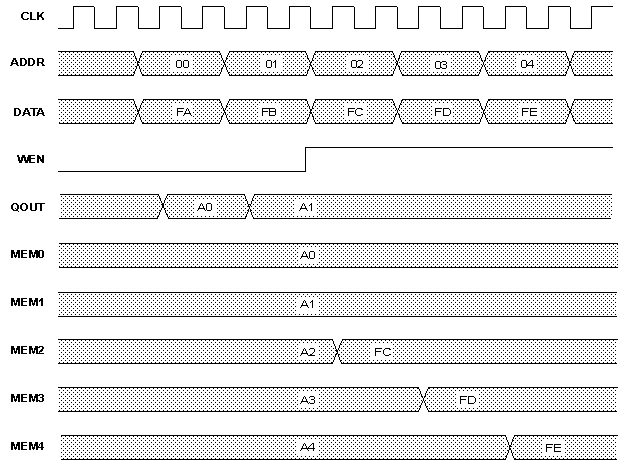 CLK
ADDR 00 01 02 03 04
DATA FA FB FC FD FE
WEN
QOUT A0 A1
MEM0 A0
MEM1 A1
MEM2 A2 FC
MEM3 A3 FD
MEM4 A4 FE